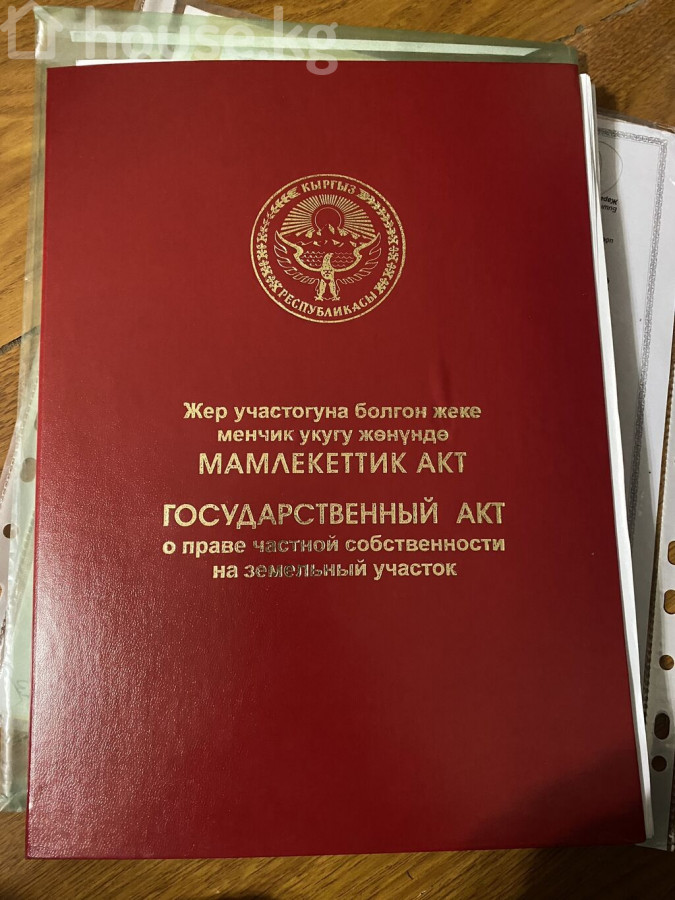 house.kg
КЫРГЫЗ
РЕСПУБЛИКАСЫ
Жер участогуна болгон жеке
менчик укугу жөнүндө
МАМЛЕКЕТТИК АКТ
ГОСУДАРСТВЕННЫЙ АКТ
о праве частной собственности
на земельный участок